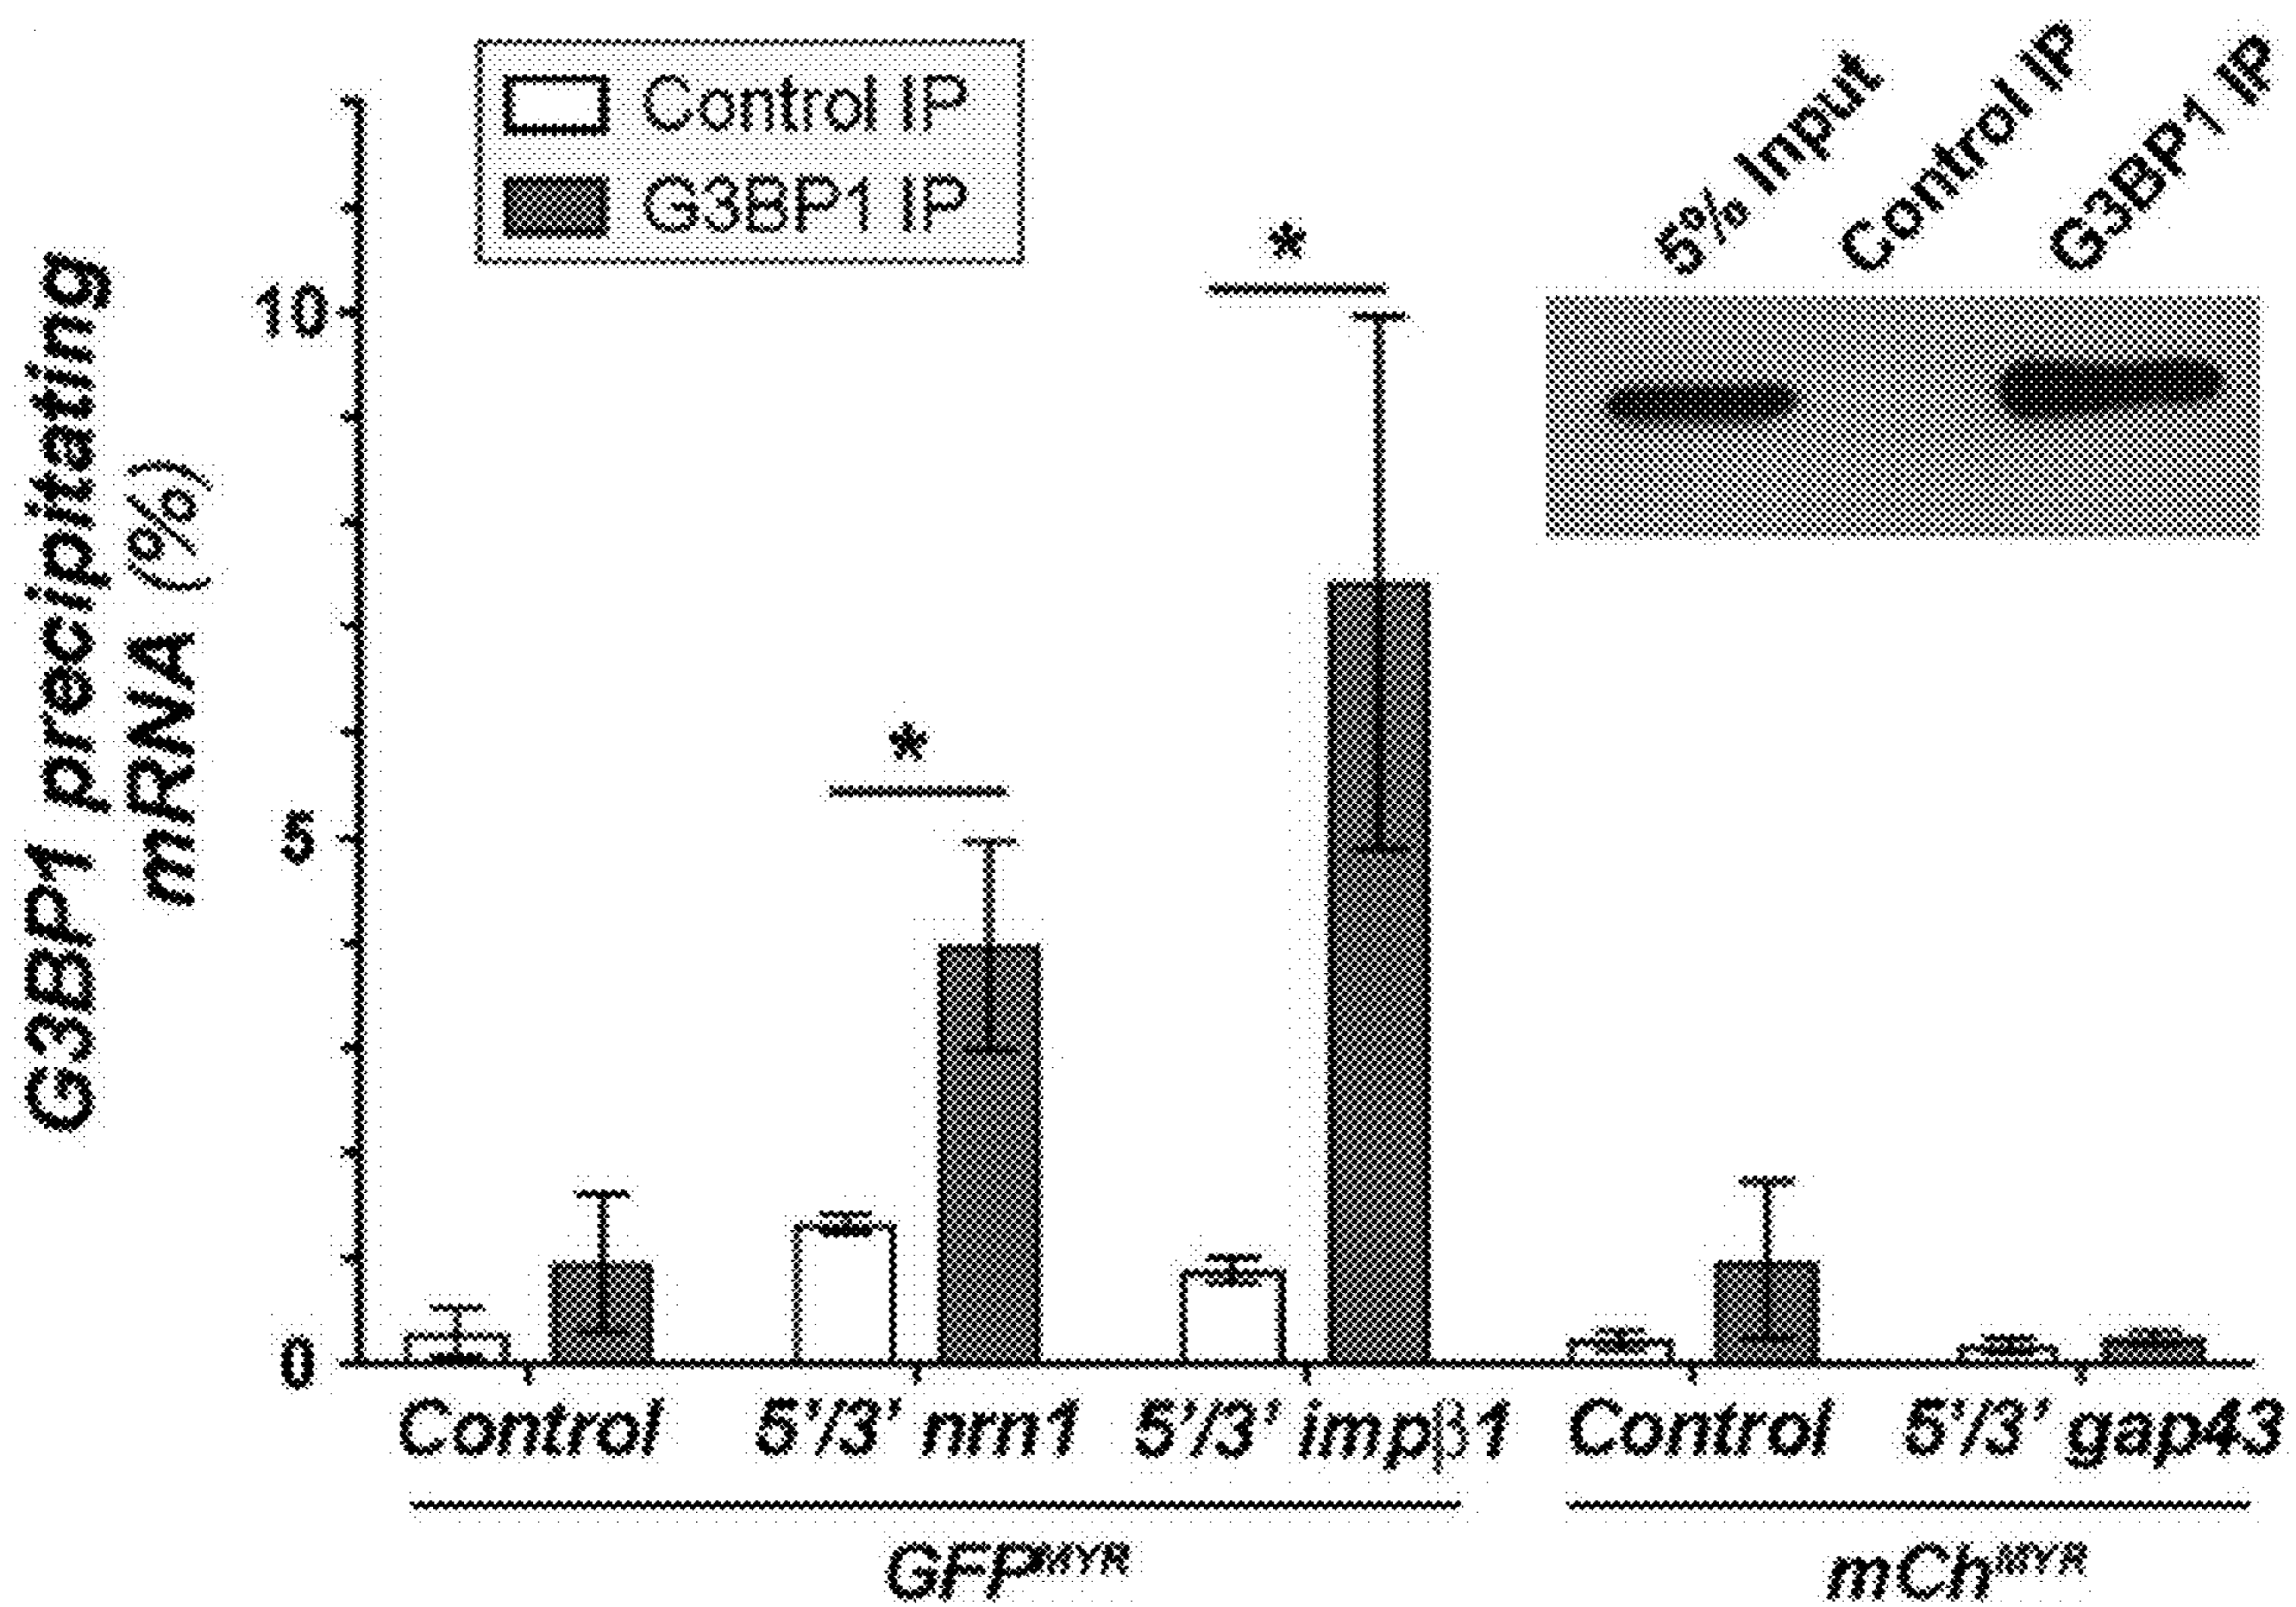 Control IP
G3BP1 IP
5% Input
Control IP
G3BP1 IP
G3BP1 precipitating
mRNA (%)
10
5
0
Control
5'/3' nrn1
5'/3' impβ1
Control
5'/3' gap43
GFPᴹʸᴿ
mChᴹʸᴿ
*
*